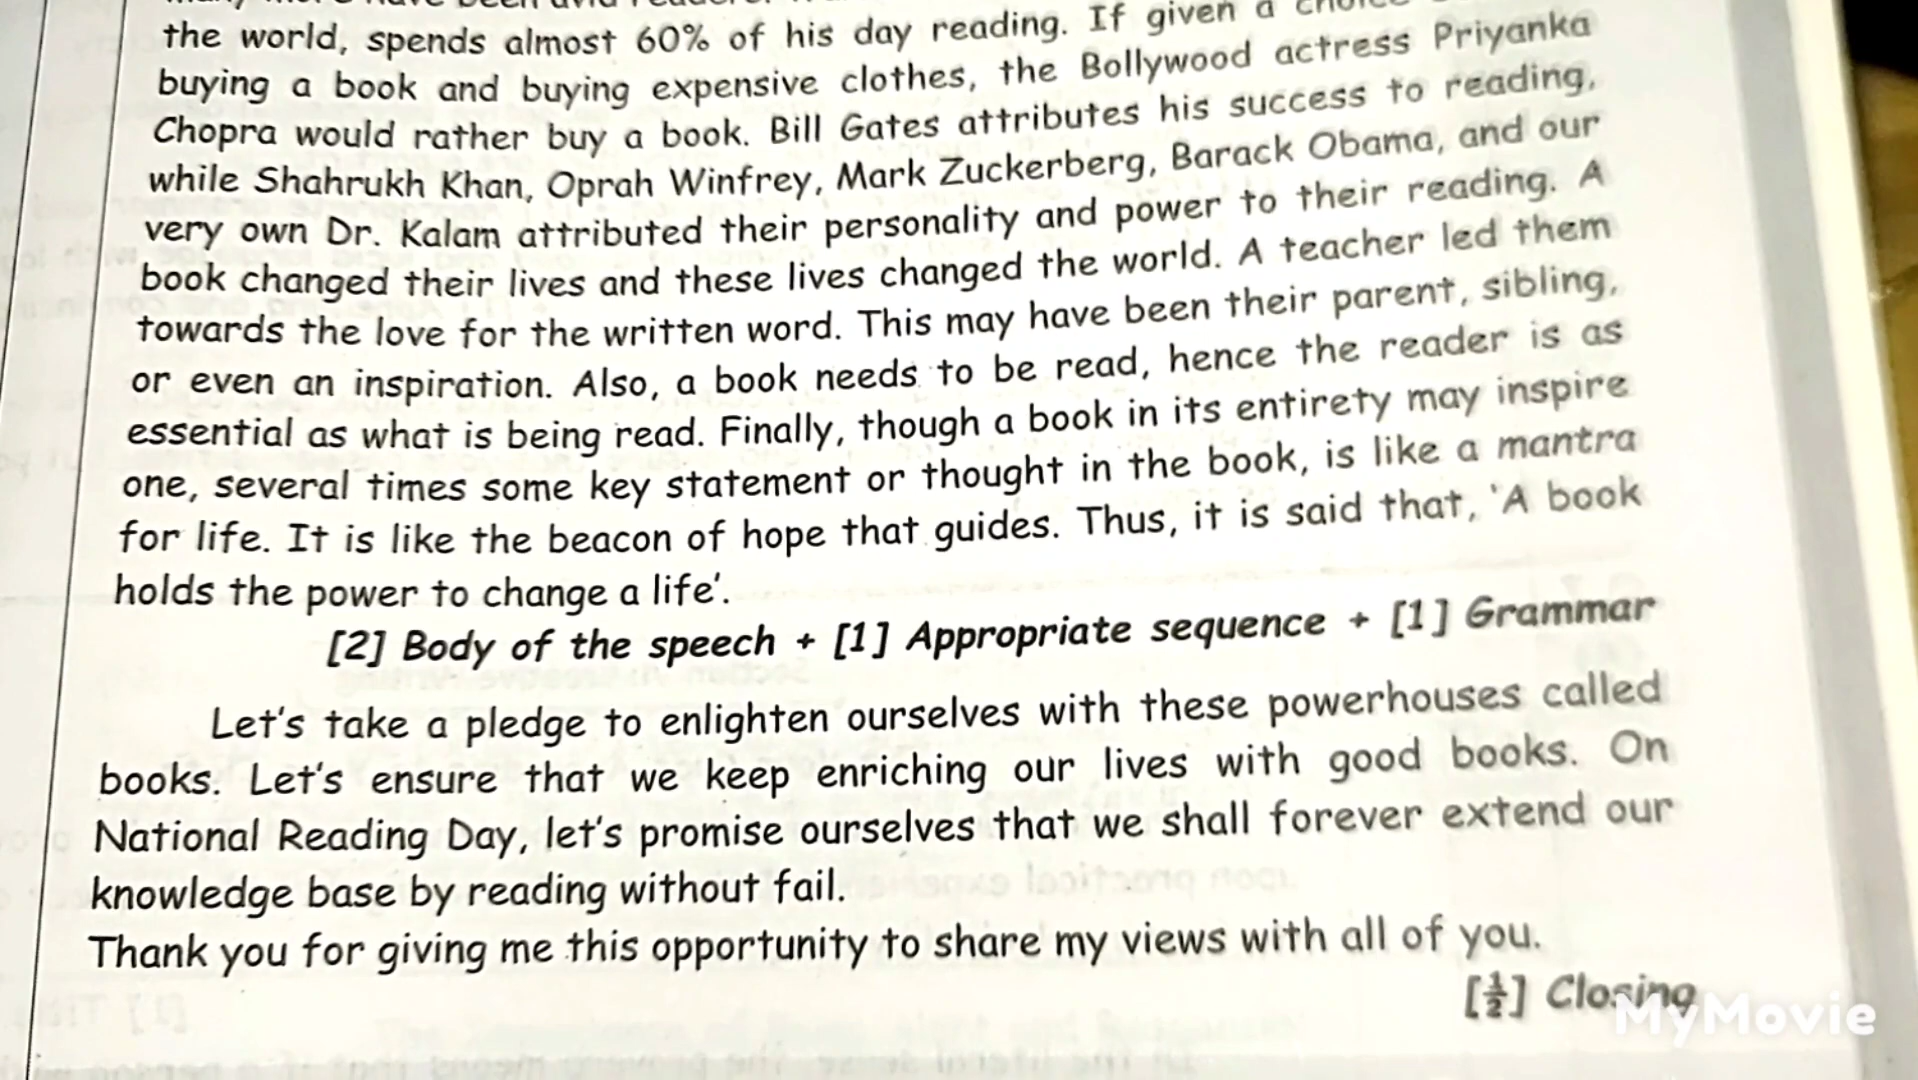 the world, spends almost 60% of his day reading. If given a
buying a book and buying expensive clothes, the Bollywood actress Priyanka
Chopra would rather buy a book. Bill Gates attributes his success to reading,
while Shahrukh Khan, Oprah Winfrey, Mark Zuckerberg, Barack Obama, and our
very own Dr. Kalam attributed their personality and power to their reading. A
book changed their lives and these lives changed the world. A teacher led them
towards the love for the written word. This may have been their parent, sibling,
or even an inspiration. Also, a book needs to be read, hence the reader is as
essential as what is being read. Finally, though a book in its entirety may inspire
one, several times some key statement or thought in the book, is like a mantra
for life. It is like the beacon of hope that guides. Thus, it is said that, 'A book
holds the power to change a life'.
[2] Body of the speech + [1] Appropriate sequence + [1] Grammar
Let's take a pledge to enlighten ourselves with these powerhouses called
books. Let's ensure that we keep enriching our lives with good books. On
National Reading Day, let's promise ourselves that we shall forever extend our
knowledge base by reading without fail.
Thank you for giving me this opportunity to share my views with all of you.
[½] Closing
MyMovie